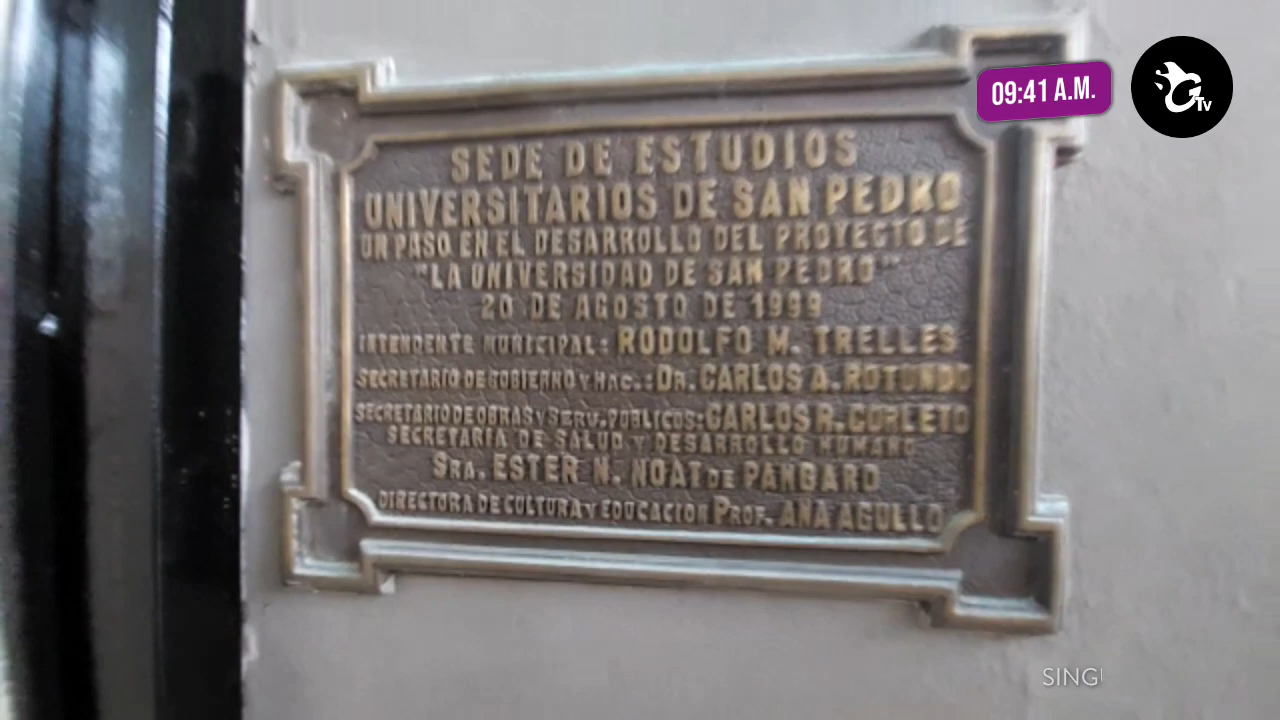 09:41 A.M.
G TV
SEDE DE ESTUDIOS
UNIVERSITARIOS DE SAN PEDRO
UN PASO EN EL DESARROLLO DEL PROYECTO DE
"LA UNIVERSIDAD DE SAN PEDRO"
20 DE AGOSTO DE 1999
INTENDENTE MUNICIPAL: RODOLFO M. TRELLES
SECRETARIO DE GOBIERNO Y HAC.: DR. CARLOS A. ROTUNDO
SECRETARIO DE OBRAS Y SERV. PUBLICOS: CARLOS R. CORLETO
SECRETARIA DE SALUD Y DESARROLLO HUMANO
SRA. ESTER N. NOAT DE PANGARO
DIRECTORA DE CULTURA Y EDUCACION PROF. ANA AGULLO
SING